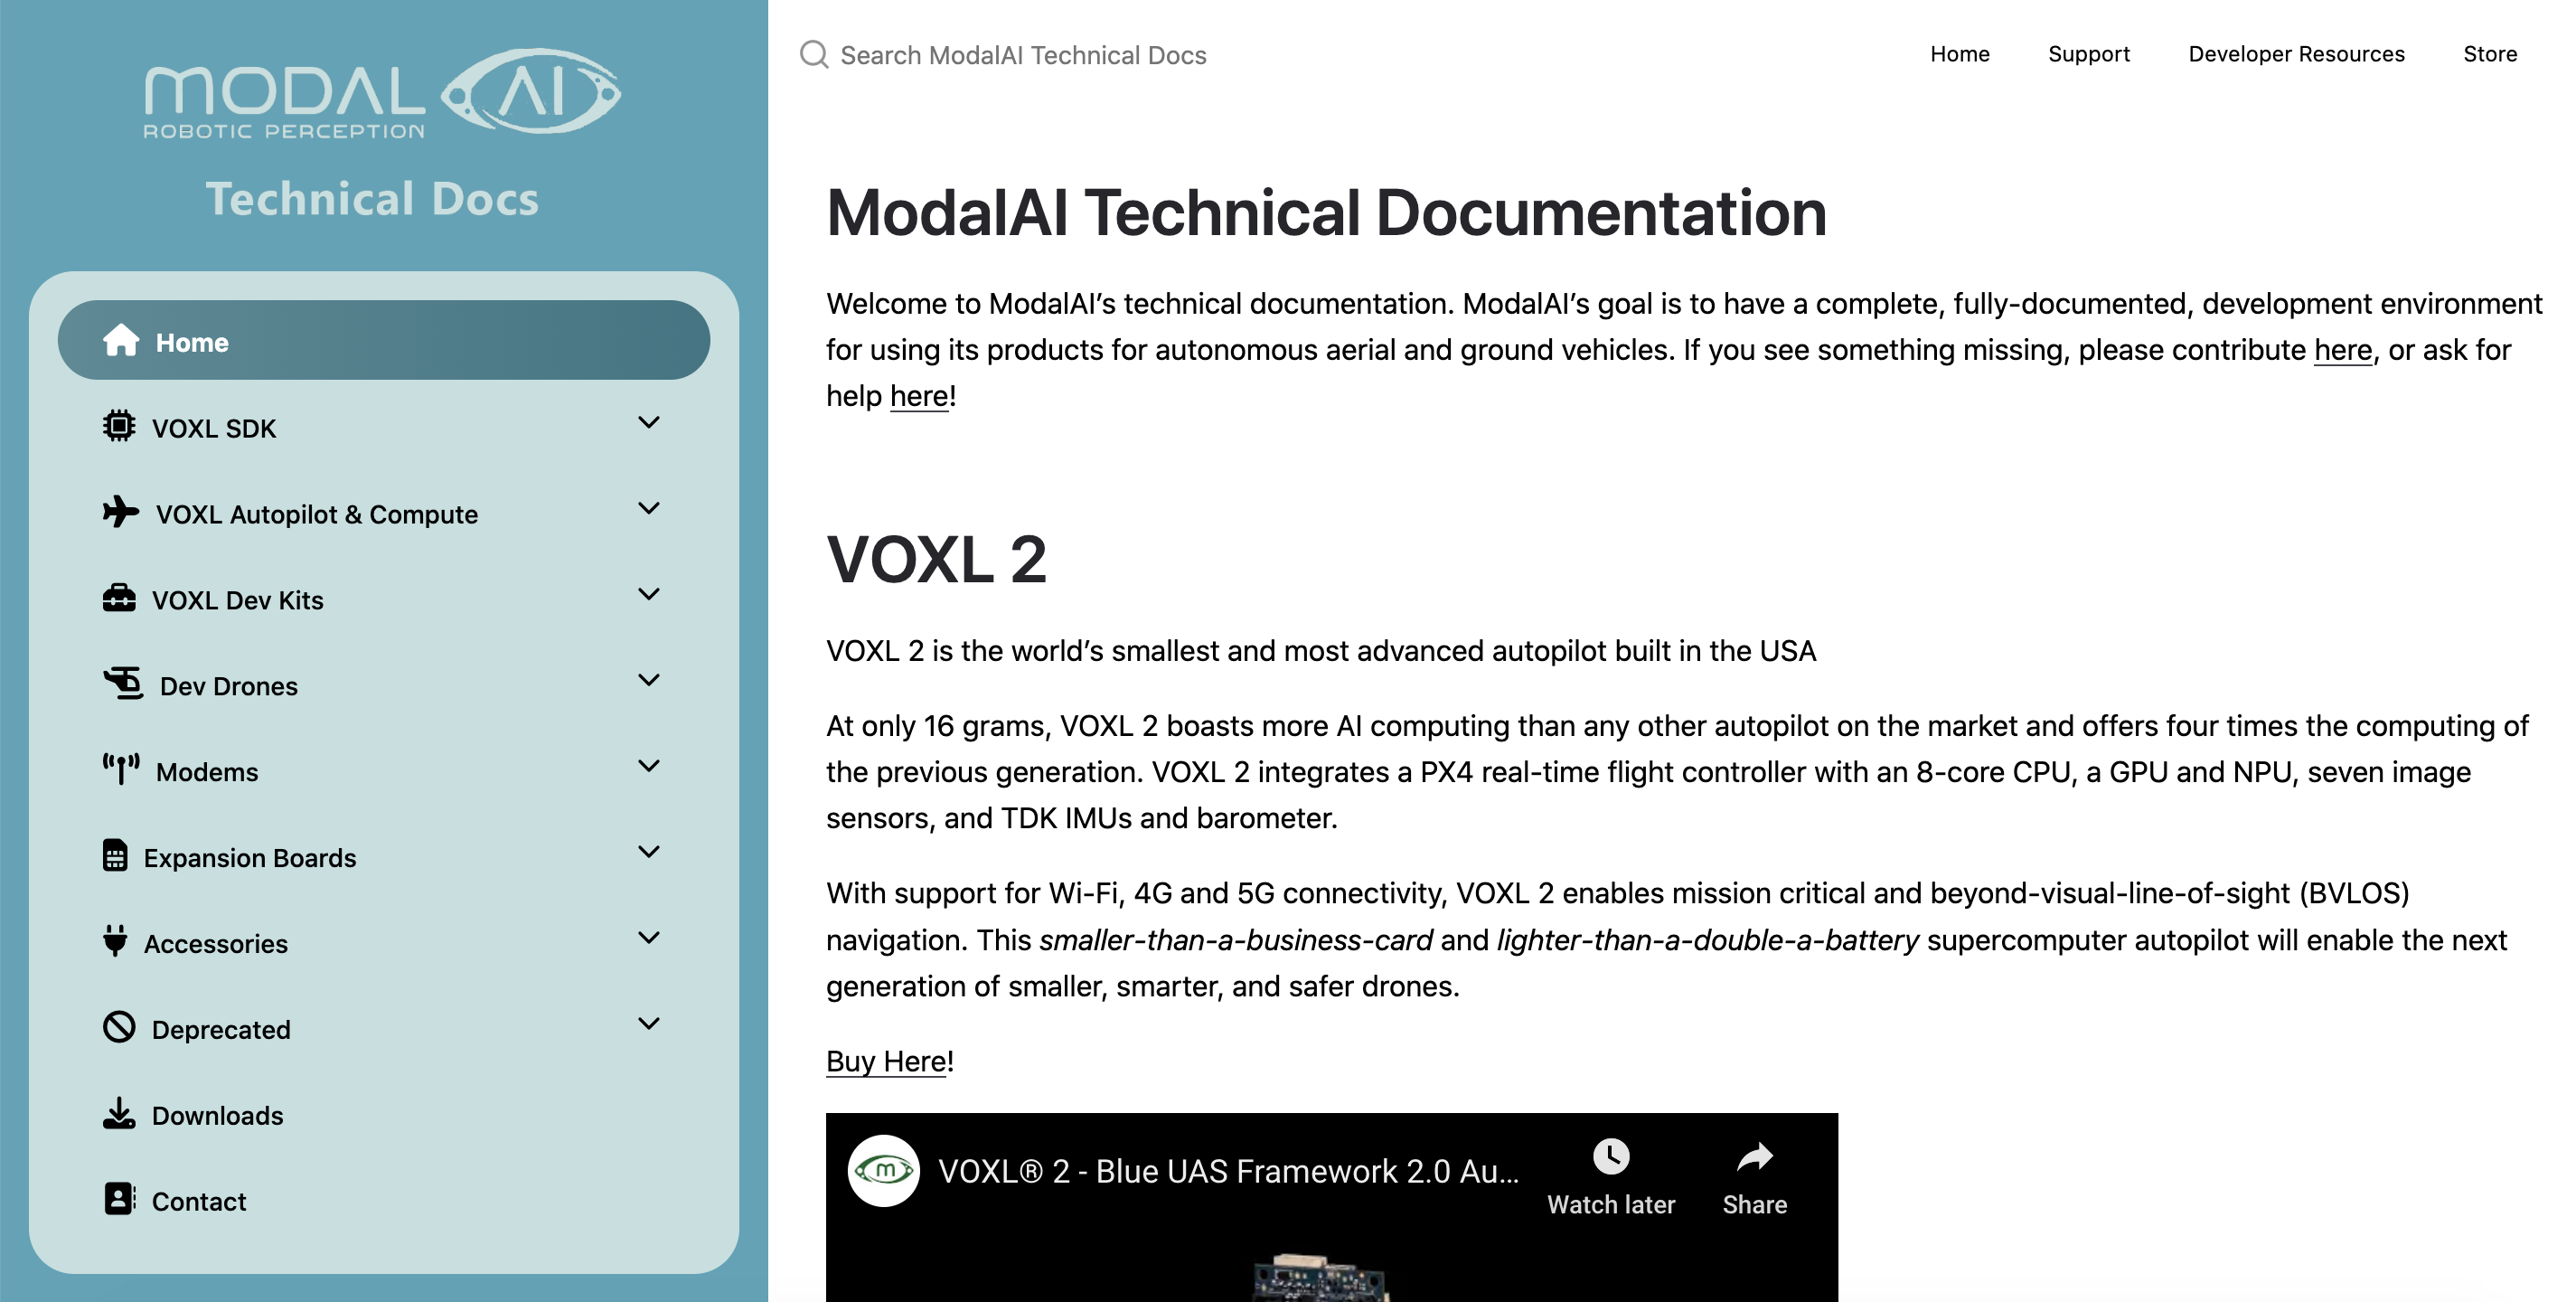 MODAL AI
ROBOTIC PERCEPTION
Technical Docs
Home
VOXL SDK
VOXL Autopilot & Compute
VOXL Dev Kits
Dev Drones
Modems
Expansion Boards
Accessories
Deprecated
Downloads
Contact
Search ModalAI Technical Docs
Home Support Developer Resources Store
ModalAI Technical Documentation
Welcome to ModalAI’s technical documentation. ModalAI’s goal is to have a complete, fully-documented, development environment
for using its products for autonomous aerial and ground vehicles. If you see something missing, please contribute here, or ask for
help here!
VOXL 2
VOXL 2 is the world’s smallest and most advanced autopilot built in the USA
At only 16 grams, VOXL 2 boasts more AI computing than any other autopilot on the market and offers four times the computing of
the previous generation. VOXL 2 integrates a PX4 real-time flight controller with an 8-core CPU, a GPU and NPU, seven image
sensors, and TDK IMUs and barometer.
With support for Wi-Fi, 4G and 5G connectivity, VOXL 2 enables mission critical and beyond-visual-line-of-sight (BVLOS)
navigation. This smaller-than-a-business-card and lighter-than-a-double-a-battery supercomputer autopilot will enable the next
generation of smaller, smarter, and safer drones.
Buy Here!
m
VOXL® 2 - Blue UAS Framework 2.0 Au...
Watch later
Share